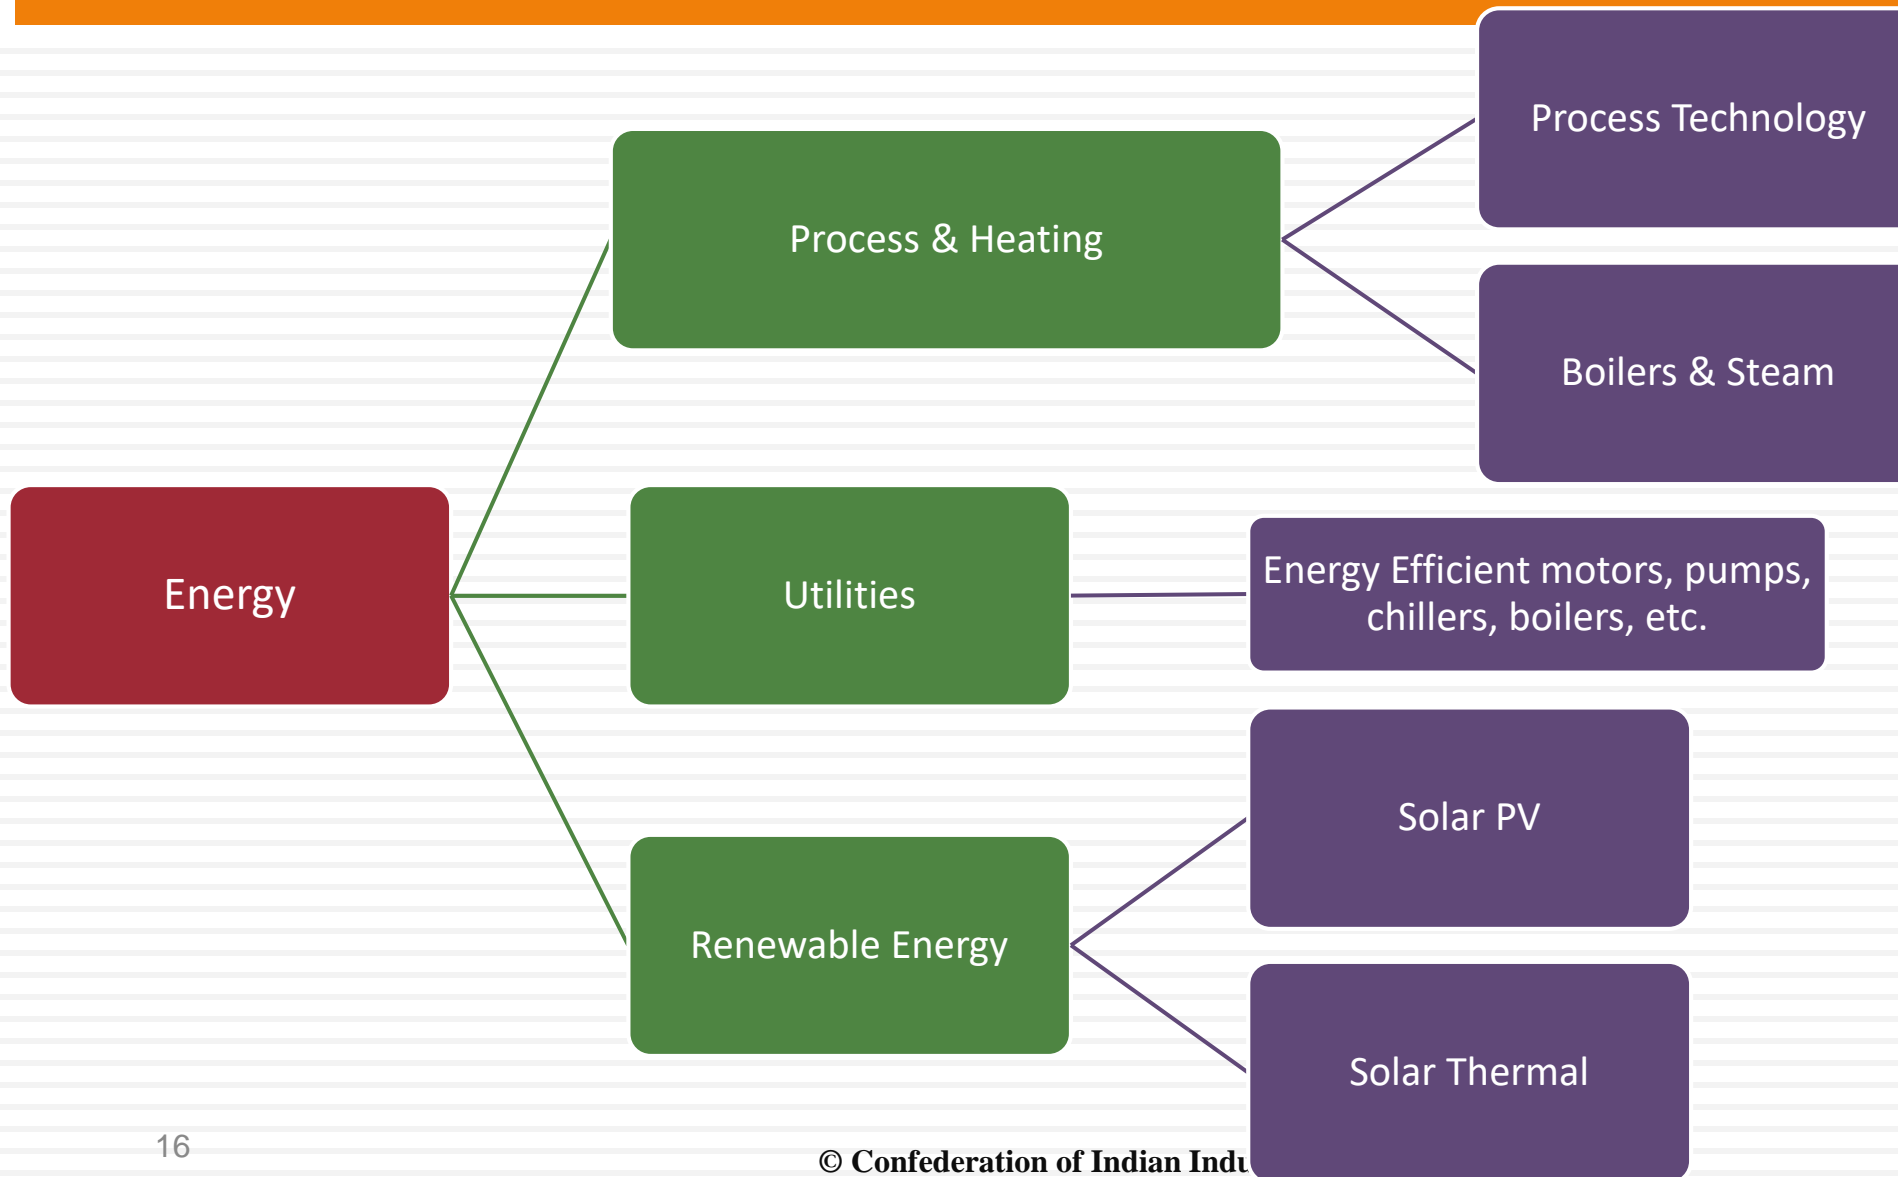 Process Technology
Process & Heating
Boilers & Steam
Energy
Utilities
Energy Efficient motors, pumps,
chillers, boilers, etc.
Solar PV
Renewable Energy
Solar Thermal
16
© Confederation of Indian